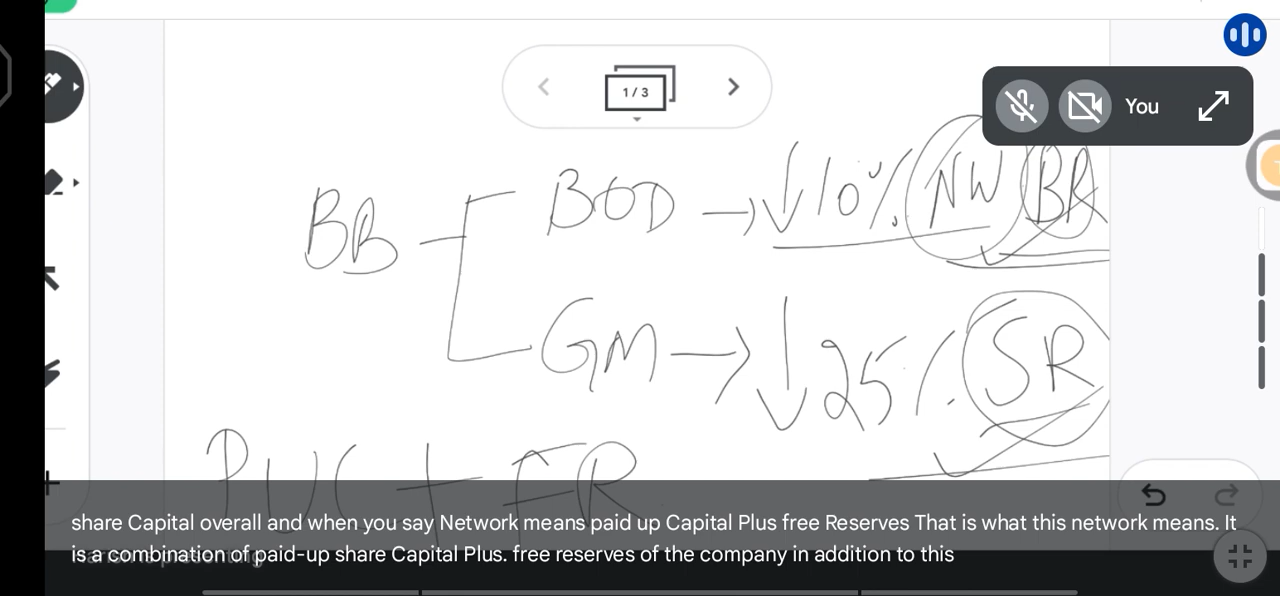 1 / 3
You
BB
BOD → ↓ 10% NW BR
GM → ↓ 25% SR
PUC + FR
share Capital overall and when you say Network means paid up Capital Plus free Reserves That is what this network means. It
is a combination of paid-up share Capital Plus. free reserves of the company in addition to this